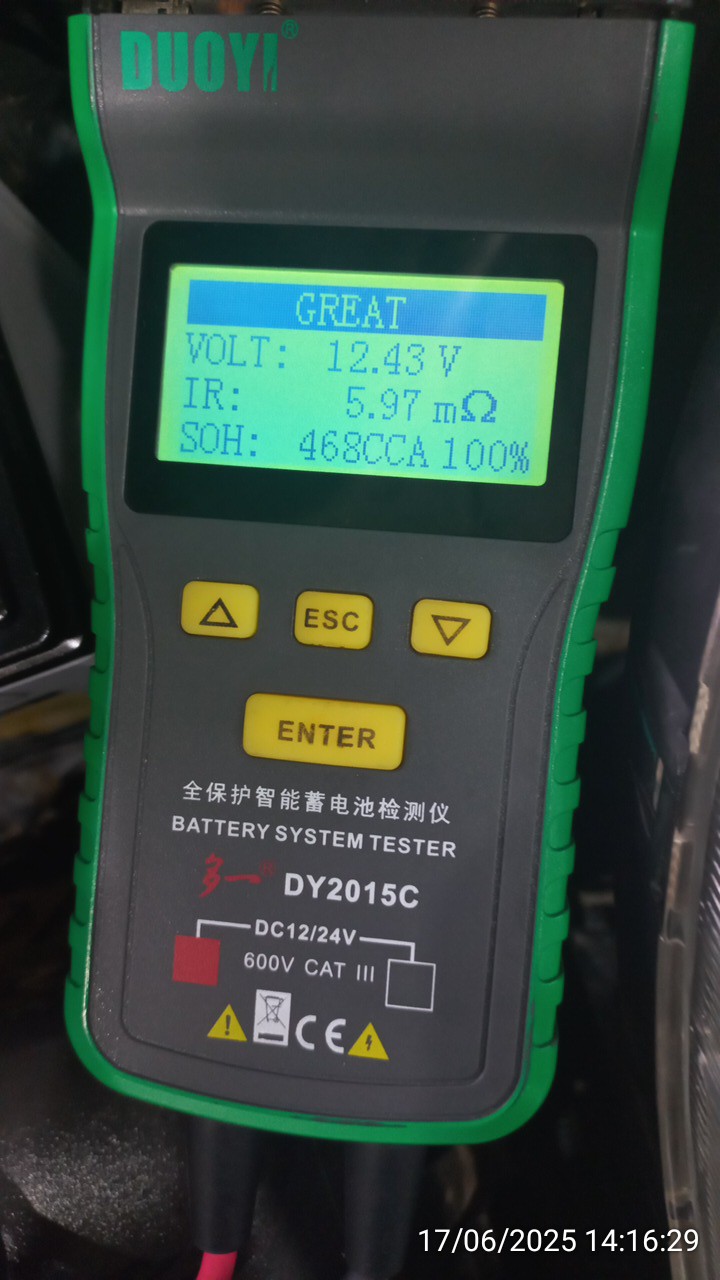 DUOYI®
GREAT
VOLT: 12.43 V
IR: 5.97 mΩ
SOH: 468CCA 100%
ESC
ENTER
全保护智能蓄电池检测仪
BATTERY SYSTEM TESTER
多一® DY2015C
DC12/24V
600V CAT III
CE
17/06/2025 14:16:29